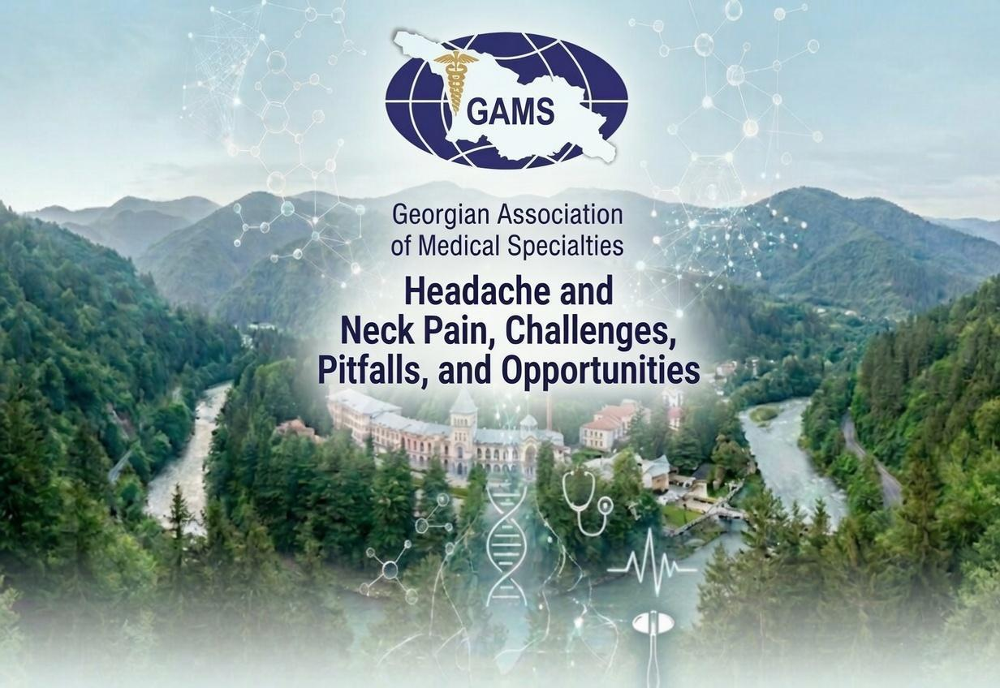 GAMS
Georgian Association
of Medical Specialties
Headache and
Neck Pain, Challenges,
Pitfalls, and Opportunities